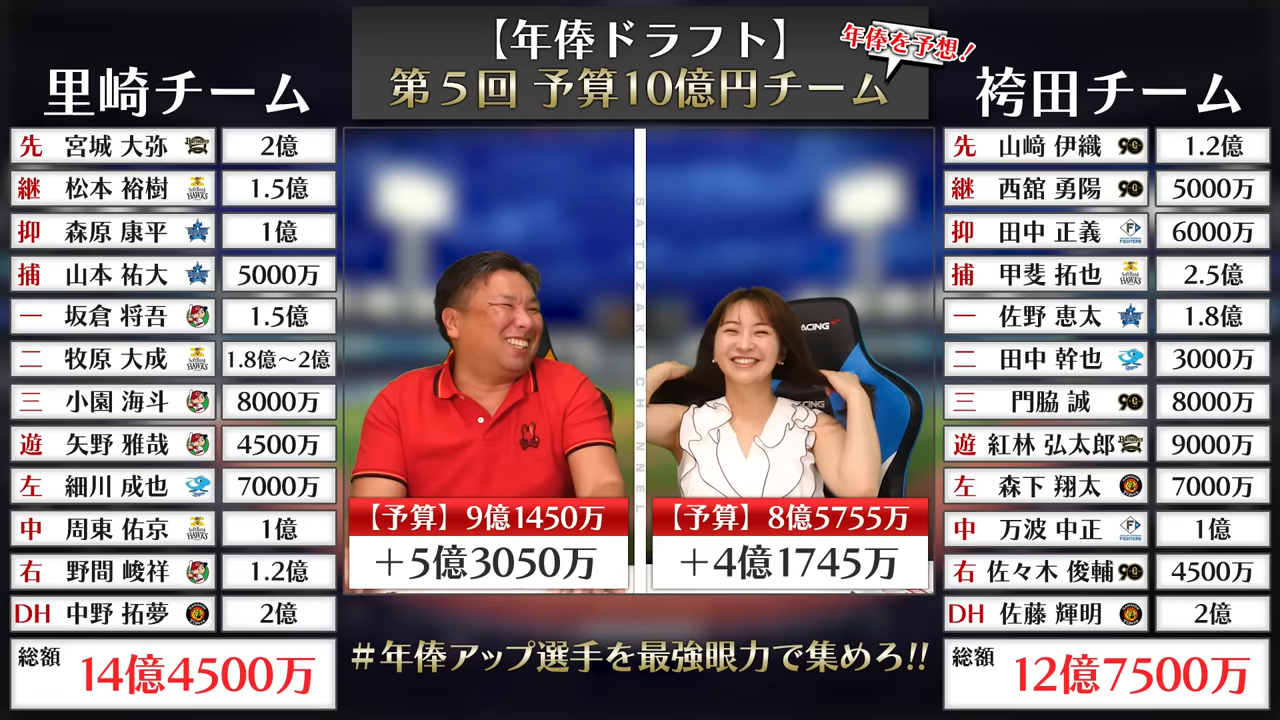 【年俸ドラフト】
年俸を予想!
第5回 予算10億円チーム
里崎チーム
先 宮城 大弥 2億
継 松本 裕樹 1.5億
抑 森原 康平 1億
捕 山本 祐大 5000万
一 坂倉 将吾 1.5億
二 牧原 大成 1.8億〜2億
三 小園 海斗 8000万
遊 矢野 雅哉 4500万
左 細川 成也 7000万
中 周東 佑京 1億
右 野間 峻祥 1.2億
DH 中野 拓夢 2億
総額 14億4500万
SATOZAKI CHANNEL
RACING
RACING
【予算】9億1450万
+5億3050万
【予算】8億5755万
+4億1745万
#年俸アップ選手を最強眼力で集めろ!!
袴田チーム
先 山﨑 伊織 1.2億
継 西舘 勇陽 5000万
抑 田中 正義 6000万
捕 甲斐 拓也 2.5億
一 佐野 恵太 1.8億
二 田中 幹也 3000万
三 門脇 誠 8000万
遊 紅林 弘太郎 9000万
左 森下 翔太 7000万
中 万波 中正 1億
右 佐々木 俊輔 4500万
DH 佐藤 輝明 2億
総額 12億7500万